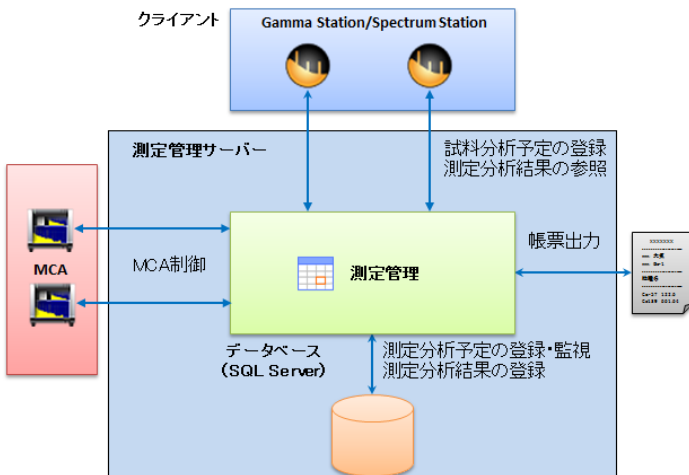 クライアント
Gamma Station/Spectrum Station
測定管理サーバー
試料分析予定の登録
測定分析結果の参照
MCA
MCA制御
測定管理
帳票出力
データベース
(SQL Server)
測定分析予定の登録・監視
測定分析結果の登録
XXXXXXX